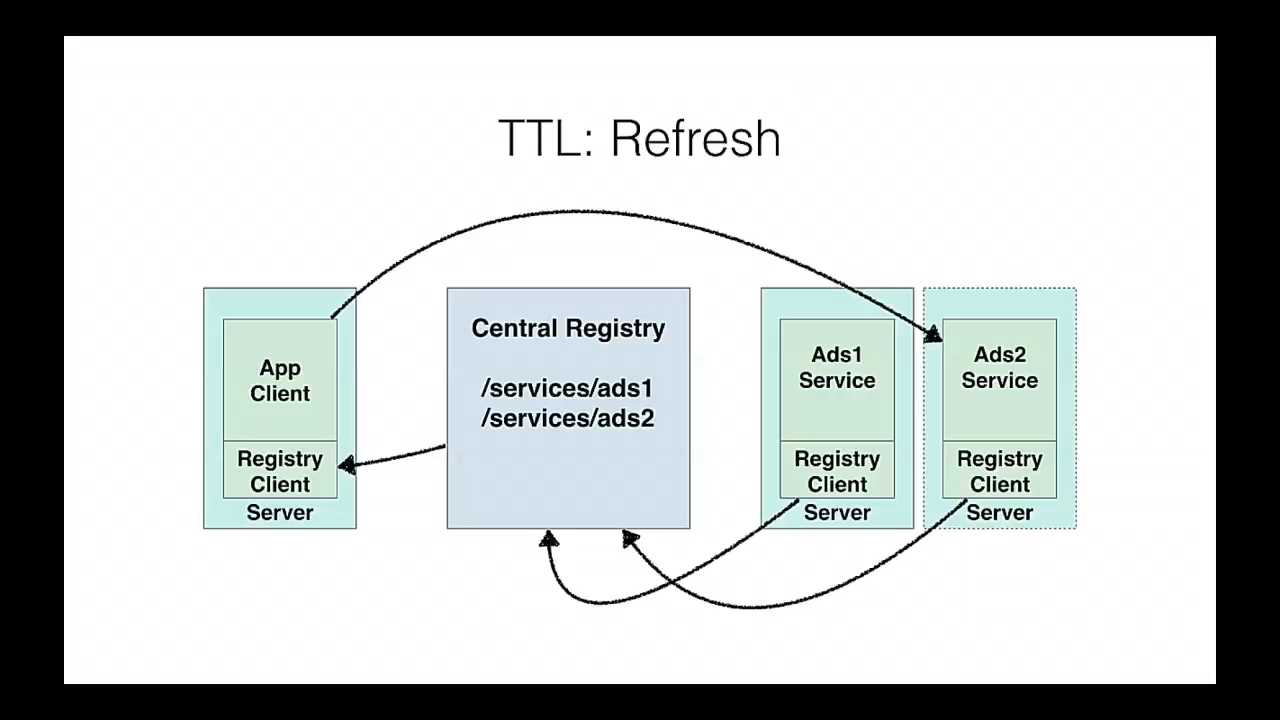 TTL: Refresh
App
Client
Registry
Client
Server
Central Registry
/services/ads1
/services/ads2
Ads1
Service
Registry
Client
Server
Ads2
Service
Registry
Client
Server